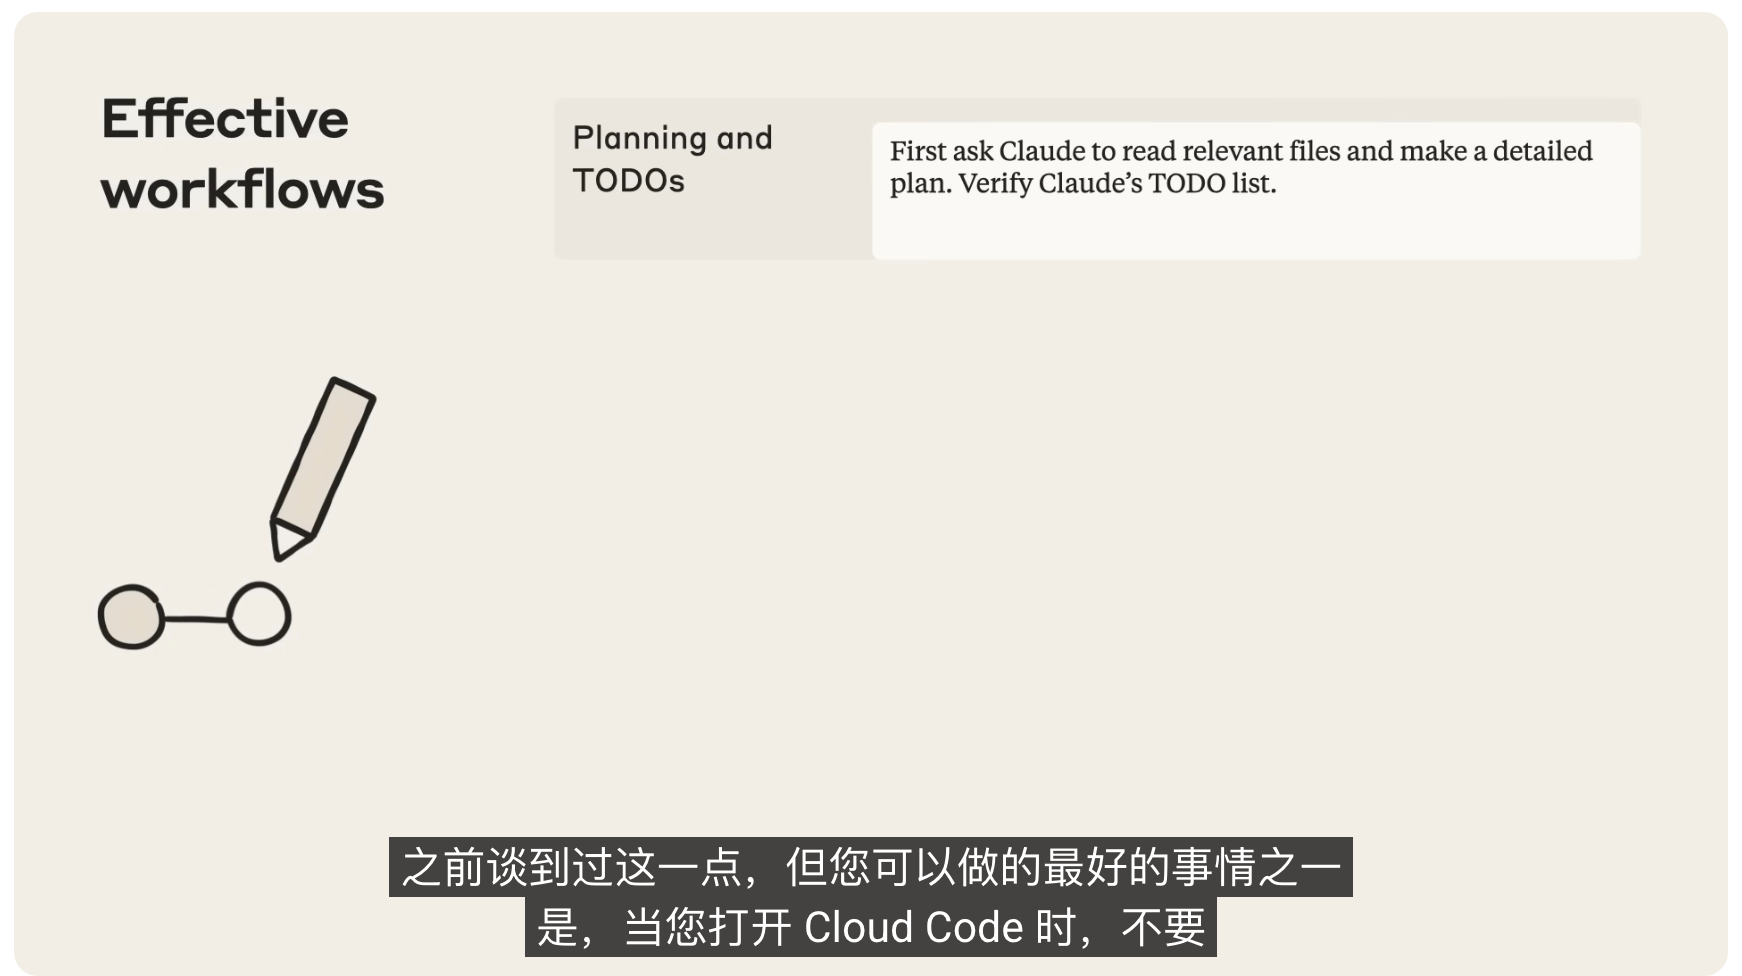 Effective
workflows
Planning and
TODOs
First ask Claude to read relevant files and make a detailed
plan. Verify Claude’s TODO list.
之前谈到过这一点，但您可以做的最好的事情之一
是，当您打开 Cloud Code 时，不要